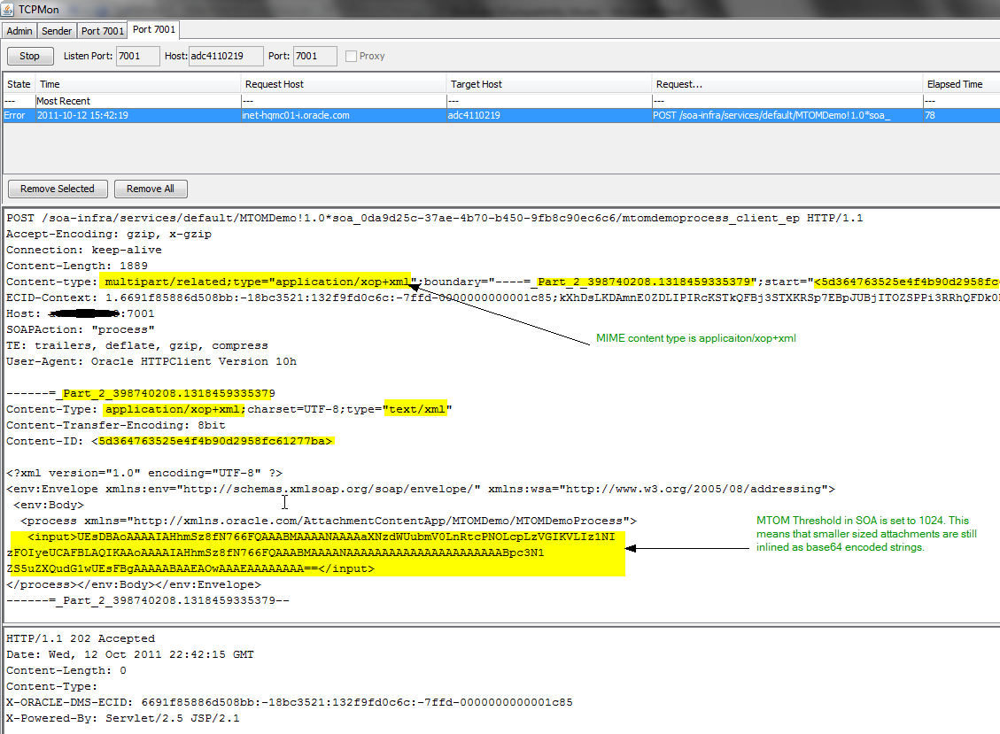 TCPMon
Admin Sender Port 7001 Port 7001
Stop Listen Port: 7001 Host: adc4110219 Port: 7001 Proxy
State Time Request Host Target Host Request... Elapsed Time
--- Most Recent --- --- --- ---
Error 2011-10-12 15:42:19 inet-hqmc01-i.oracle.com adc4110219 POST /soa-infra/services/default/MTOMDemo!1.0*soa_ 78
Remove Selected Remove All
POST /soa-infra/services/default/MTOMDemo!1.0*soa_0da9d25c-37ae-4b70-b450-9fb8c90ec6c6/mtomdemoprocess_client_ep HTTP/1.1
Accept-Encoding: gzip, x-gzip
Connection: keep-alive
Content-Length: 1889
Content-type: multipart/related;type="application/xop+xml";boundary="----=_Part_2_398740208.1318459335379";start="<5d364763525e4f4b90d2958fc
ECID-Context: 1.6691f85886d508bb:-18bc3521:132f9fd0c6c:-7ffd-0000000000001c85;kXhDsLKDAmnE0ZDLIPIRcKSTkQFBj3STXKRSp7EBpJUBjITOZSPPi3RRhQFDk0
Host: :7001
SOAPAction: "process"
TE: trailers, deflate, gzip, compress
User-Agent: Oracle HTTPClient Version 10h
MIME content type is applicaiton/xop+xml
------=_Part_2_398740208.1318459335379
Content-Type: application/xop+xml;charset=UTF-8;type="text/xml"
Content-Transfer-Encoding: 8bit
Content-ID: <5d364763525e4f4b90d2958fc61277ba>
<?xml version="1.0" encoding="UTF-8" ?>
<env:Envelope xmlns:env="http://schemas.xmlsoap.org/soap/envelope/" xmlns:wsa="http://www.w3.org/2005/08/addressing">
<env:Body>
<process xmlns="http://xmlns.oracle.com/AttachmentContentApp/MTOMDemo/MTOMDemoProcess">
<input>UEsDBAoAAAAIAHhmSz8fN766FQAAABMAAAANAAAAaXNzdWUubmV0LnRtcPNOLcpLzVGIKVLIz1NI
zFOIyeUCAFBLAQIKAAoAAAAIAHhmSz8fN766FQAAABMAAAANAAAAAAAAAAAAAAAAAAAAAABpc3N1
ZS5uZXQudG1wUEsFBgAAAAABAAEAOwAAAEAAAAAAAA==</input>
</process></env:Body></env:Envelope>
------=_Part_2_398740208.1318459335379--
MTOM Threshold in SOA is set to 1024. This
means that smaller sized attachments are still
inlined as base64 encoded strings.
HTTP/1.1 202 Accepted
Date: Wed, 12 Oct 2011 22:42:15 GMT
Content-Length: 0
Content-Type:
X-ORACLE-DMS-ECID: 6691f85886d508bb:-18bc3521:132f9fd0c6c:-7ffd-0000000000001c85
X-Powered-By: Servlet/2.5 JSP/2.1